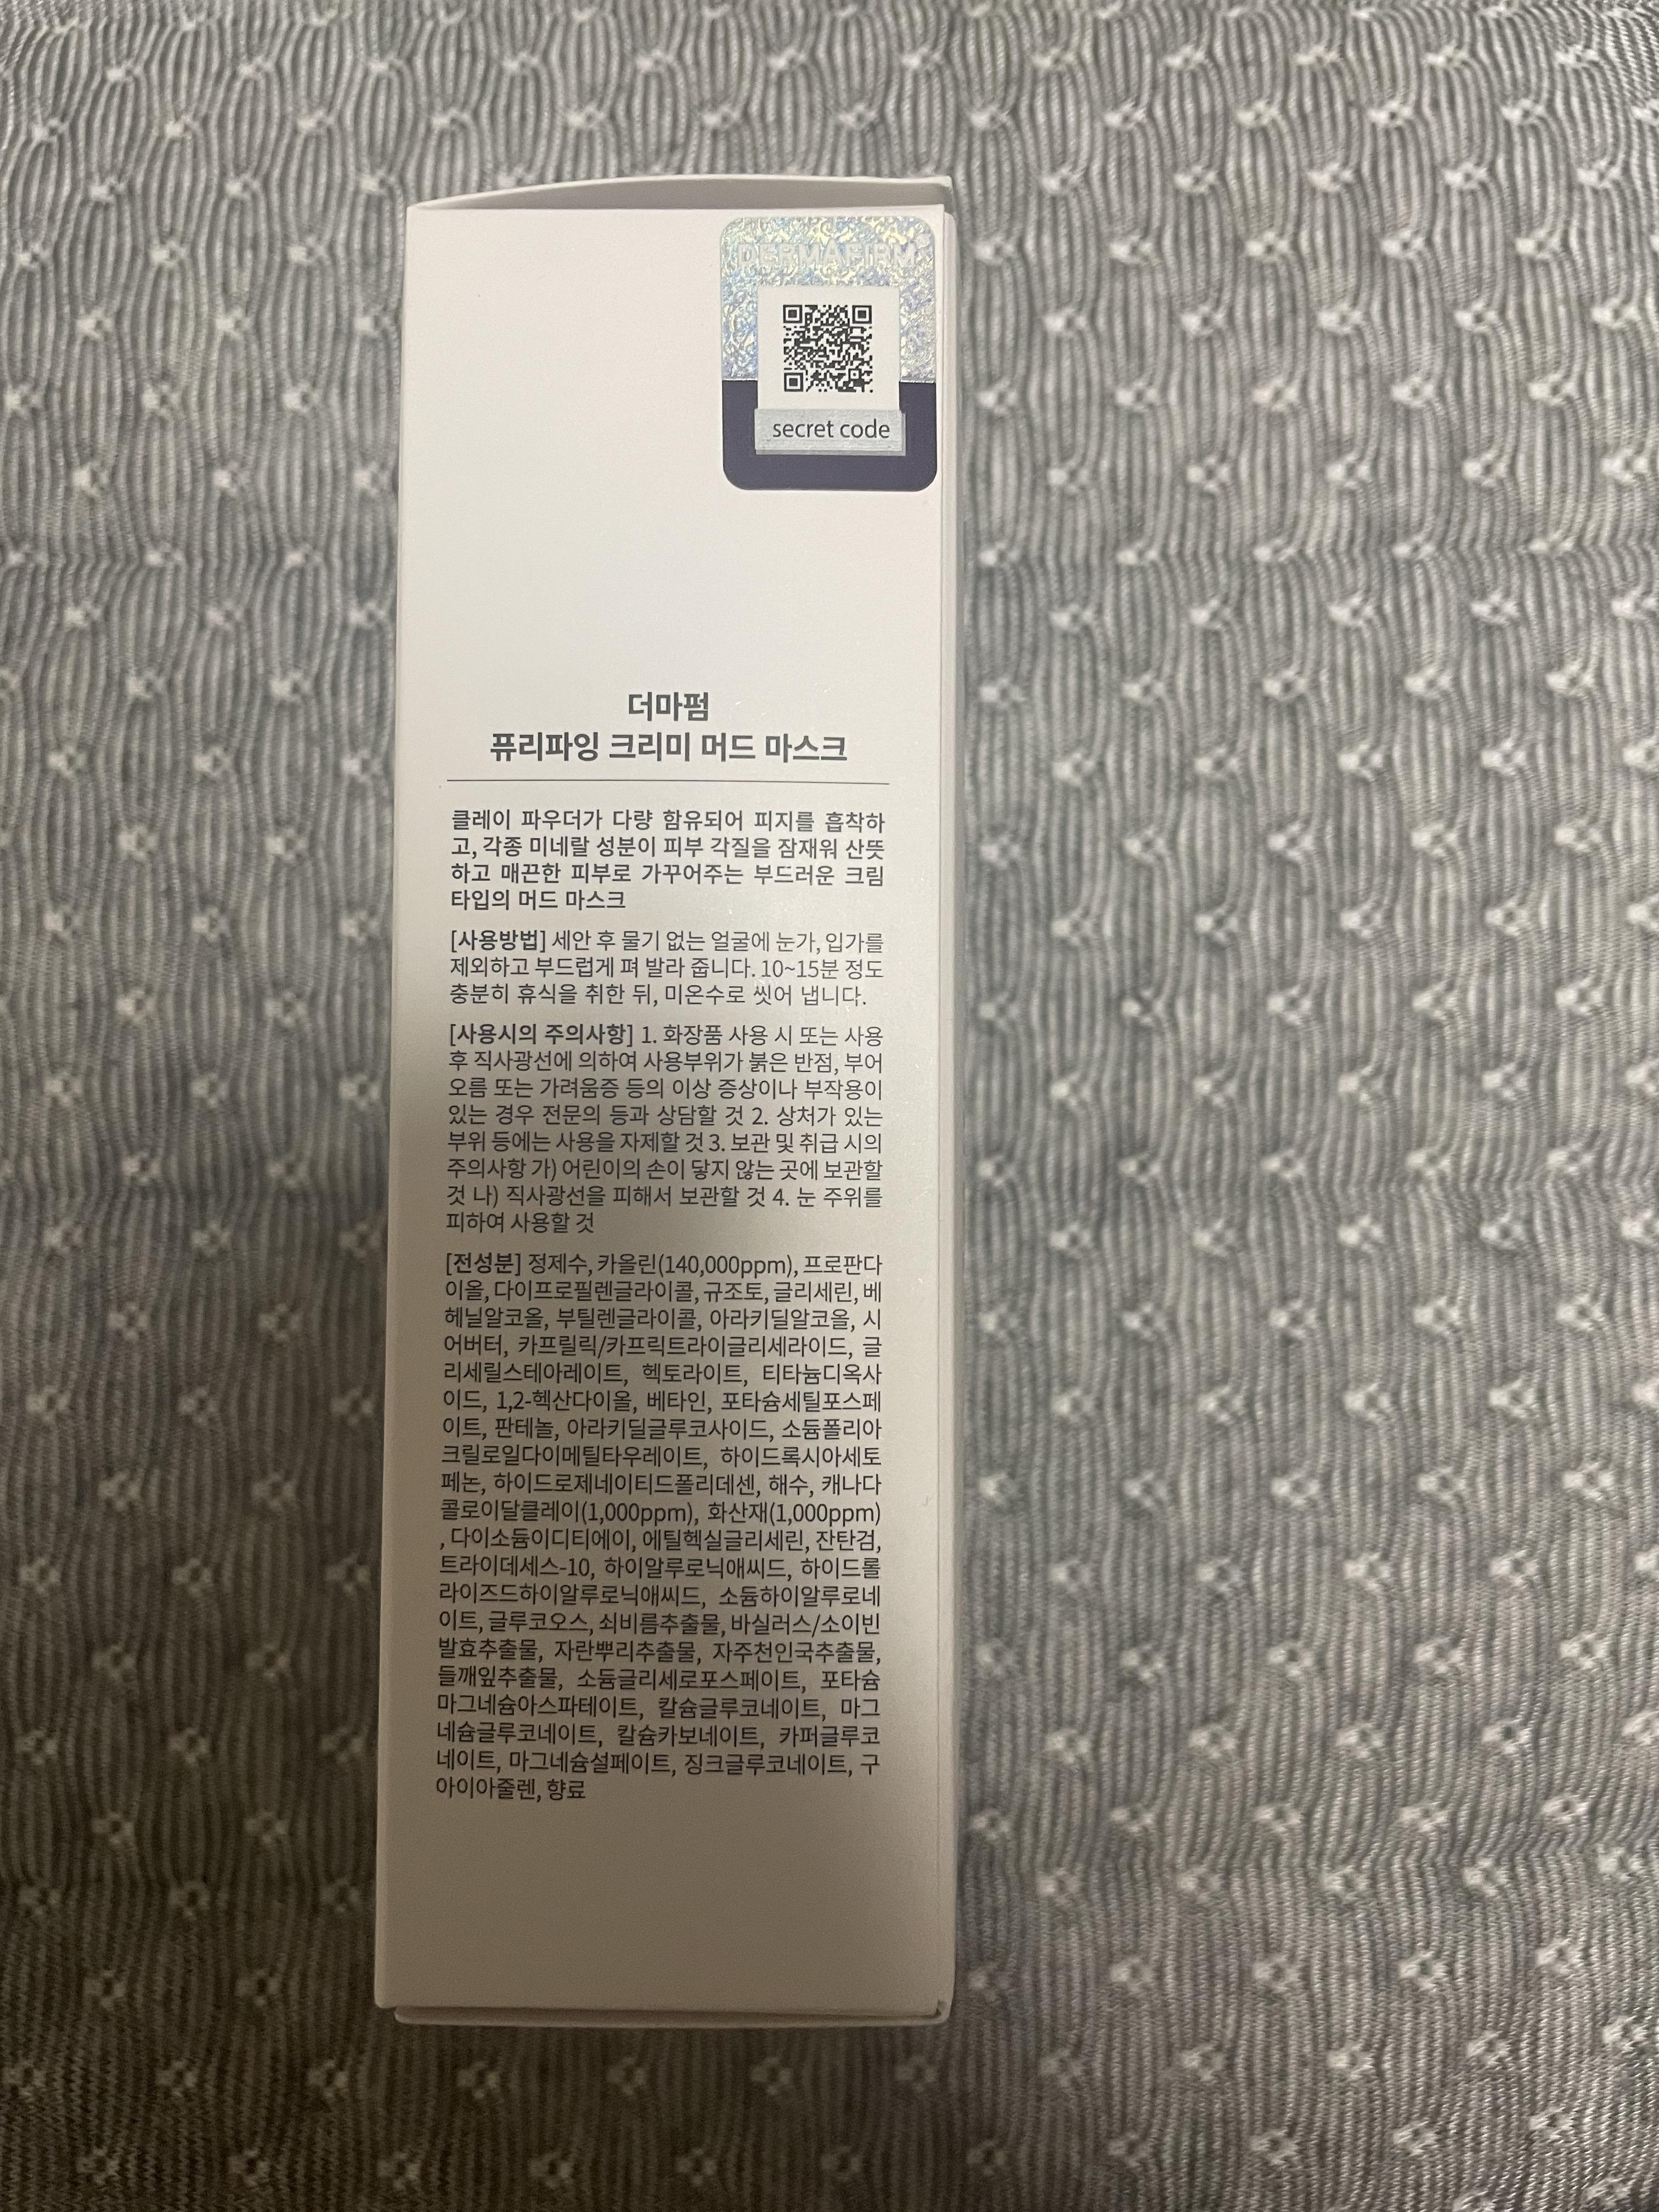 DERMAFIRM
secret code
더마펌
퓨리파잉 크리미 머드 마스크
클레이 파우더가 다량 함유되어 피지를 흡착하
고, 각종 미네랄 성분이 피부 각질을 잠재워 산뜻
하고 매끈한 피부로 가꾸어주는 부드러운 크림
타입의 머드 마스크
[사용방법] 세안 후 물기 없는 얼굴에 눈가, 입가를
제외하고 부드럽게 펴 발라 줍니다. 10~15분 정도
충분히 휴식을 취한 뒤, 미온수로 씻어 냅니다.
[사용시의 주의사항] 1. 화장품 사용 시 또는 사용
후 직사광선에 의하여 사용부위가 붉은 반점, 부어
오름 또는 가려움증 등의 이상 증상이나 부작용이
있는 경우 전문의 등과 상담할 것 2. 상처가 있는
부위 등에는 사용을 자제할 것 3. 보관 및 취급 시의
주의사항 가) 어린이의 손이 닿지 않는 곳에 보관할
것 나) 직사광선을 피해서 보관할 것 4. 눈 주위를
피하여 사용할 것
[전성분] 정제수, 카올린(140,000ppm), 프로판다
이올, 다이프로필렌글라이콜, 규조토, 글리세린, 베
헤닐알코올, 부틸렌글라이콜, 아라키딜알코올, 시
어버터, 카프릴릭/카프릭트라이글리세라이드, 글
리세릴스테아레이트, 헥토라이트, 티타늄디옥사
이드, 1,2-헥산다이올, 베타인, 포타슘세틸포스페
이트, 판테놀, 아라키딜글루코사이드, 소듐폴리아
크릴로일다이메틸타우레이트, 하이드록시아세토
페논, 하이드로제네이티드폴리데센, 해수, 캐나다
콜로이달클레이(1,000ppm), 화산재(1,000ppm)
, 다이소듐이디티에이, 에틸헥실글리세린, 잔탄검,
트라이데세스-10, 하이알루로닉애씨드, 하이드롤
라이즈드하이알루로닉애씨드, 소듐하이알루로네
이트, 글루코오스, 쇠비름추출물, 바실러스/소이빈
발효추출물, 자란뿌리추출물, 자주천인국추출물,
들깨잎추출물, 소듐글리세로포스페이트, 포타슘
마그네슘아스파테이트, 칼슘글루코네이트, 마그
네슘글루코네이트, 칼슘카보네이트, 카퍼글루코
네이트, 마그네슘설페이트, 징크글루코네이트, 구
아이아줄렌, 향료